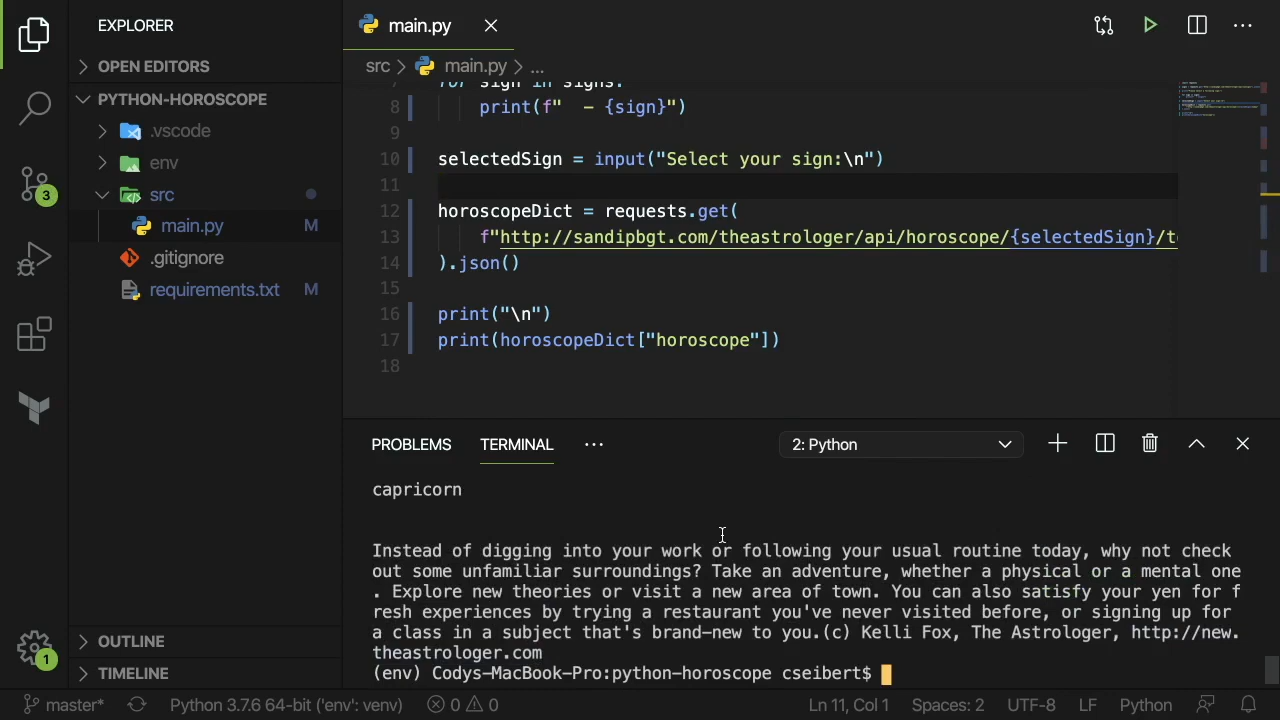 EXPLORER
main.py
OPEN EDITORS
src
main.py
...
PYTHON-HOROSCOPE
.vscode
env
src
main.py M
.gitignore
requirements.txt M
3
7 for sign in signs:
8 print(f"  - {sign}")
9
10 selectedSign = input("Select your sign:\n")
11
12 horoscopeDict = requests.get(
13 f"http://sandipbgt.com/theastrologer/api/horoscope/{selectedSign}/t
14 ).json()
15
16 print("\n")
17 print(horoscopeDict["horoscope"])
18
PROBLEMS TERMINAL ... 2: Python
capricorn
Instead of digging into your work or following your usual routine today, why not check
out some unfamiliar surroundings? Take an adventure, whether a physical or a mental one
. Explore new theories or visit a new area of town. You can also satisfy your yen for f
resh experiences by trying a restaurant you've never visited before, or signing up for
a class in a subject that's brand-new to you.(c) Kelli Fox, The Astrologer, http://new.
theastrologer.com
(env) Codys-MacBook-Pro:python-horoscope cseibert$
OUTLINE
TIMELINE
1
master* Python 3.7.6 64-bit ('env': venv) 0 0 Ln 11, Col 1 Spaces: 2 UTF-8 LF Python